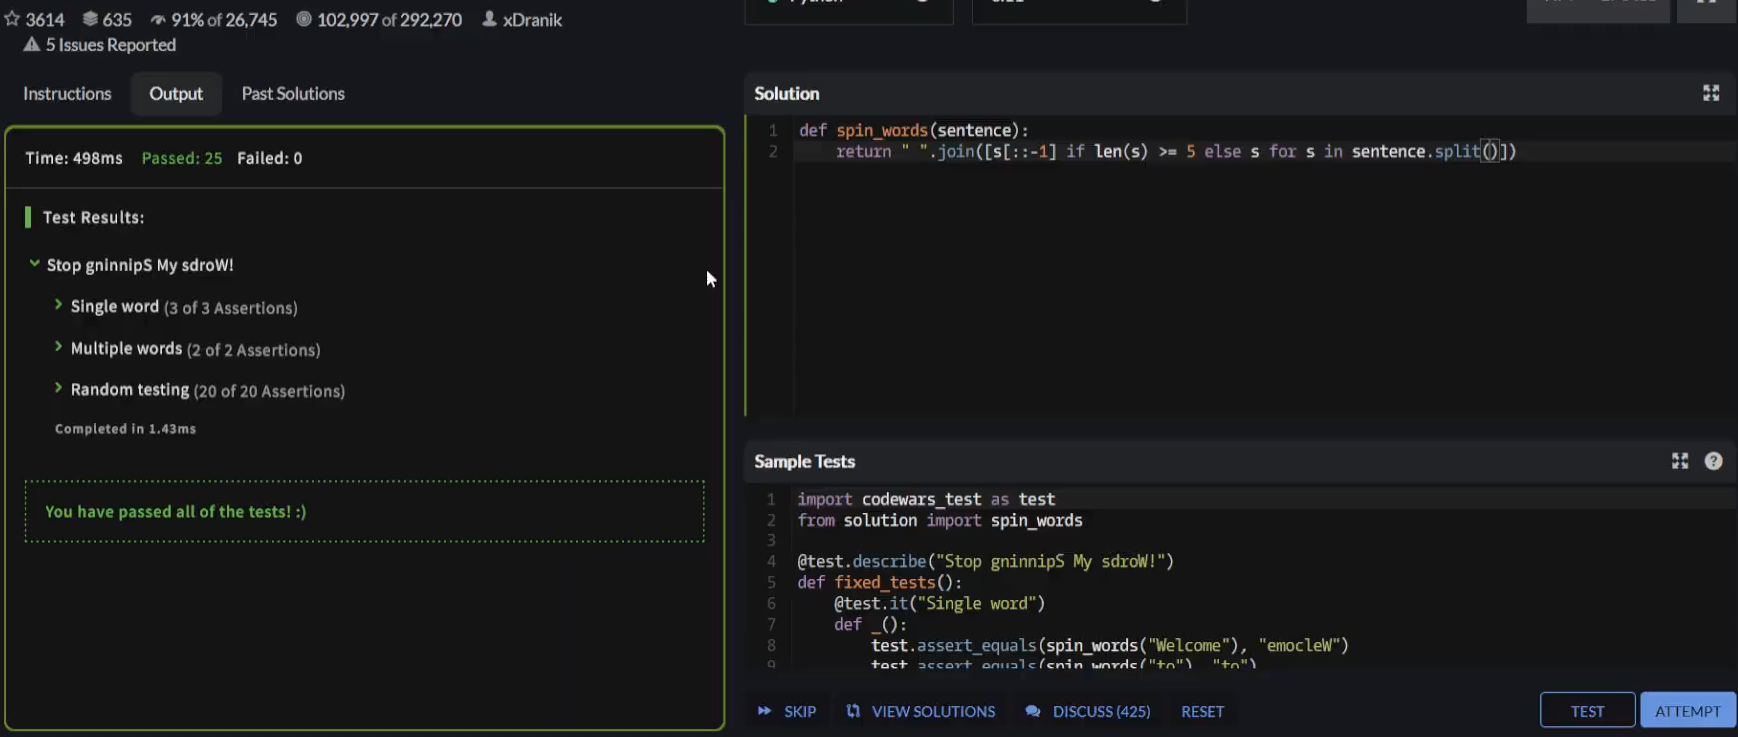 3614 635 91% of 26,745 102,997 of 292,270 xDranik
5 Issues Reported
Instructions Output Past Solutions
Time: 498ms Passed: 25 Failed: 0
Test Results:
Stop gninnipS My sdroW!
Single word (3 of 3 Assertions)
Multiple words (2 of 2 Assertions)
Random testing (20 of 20 Assertions)
Completed in 1.43ms
You have passed all of the tests! :)
Solution
1 def spin_words(sentence):
2 return " ".join([s[::-1] if len(s) >= 5 else s for s in sentence.split()])
Sample Tests
1 import codewars_test as test
2 from solution import spin_words
3
4 @test.describe("Stop gninnipS My sdroW!")
5 def fixed_tests():
6 @test.it("Single word")
7 def _():
8 test.assert_equals(spin_words("Welcome"), "emocleW")
9 test.assert_equals(spin_words("to"), "to")
SKIP VIEW SOLUTIONS DISCUSS (425) RESET TEST ATTEMPT